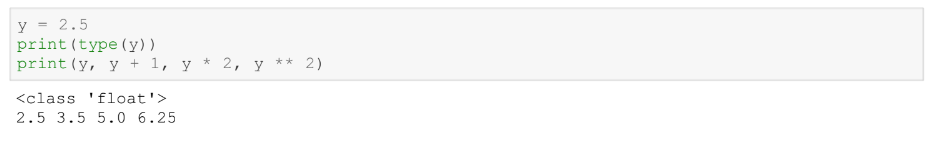 y = 2.5
print(type(y))
print(y, y + 1, y * 2, y ** 2)
<class 'float'>
2.5 3.5 5.0 6.25